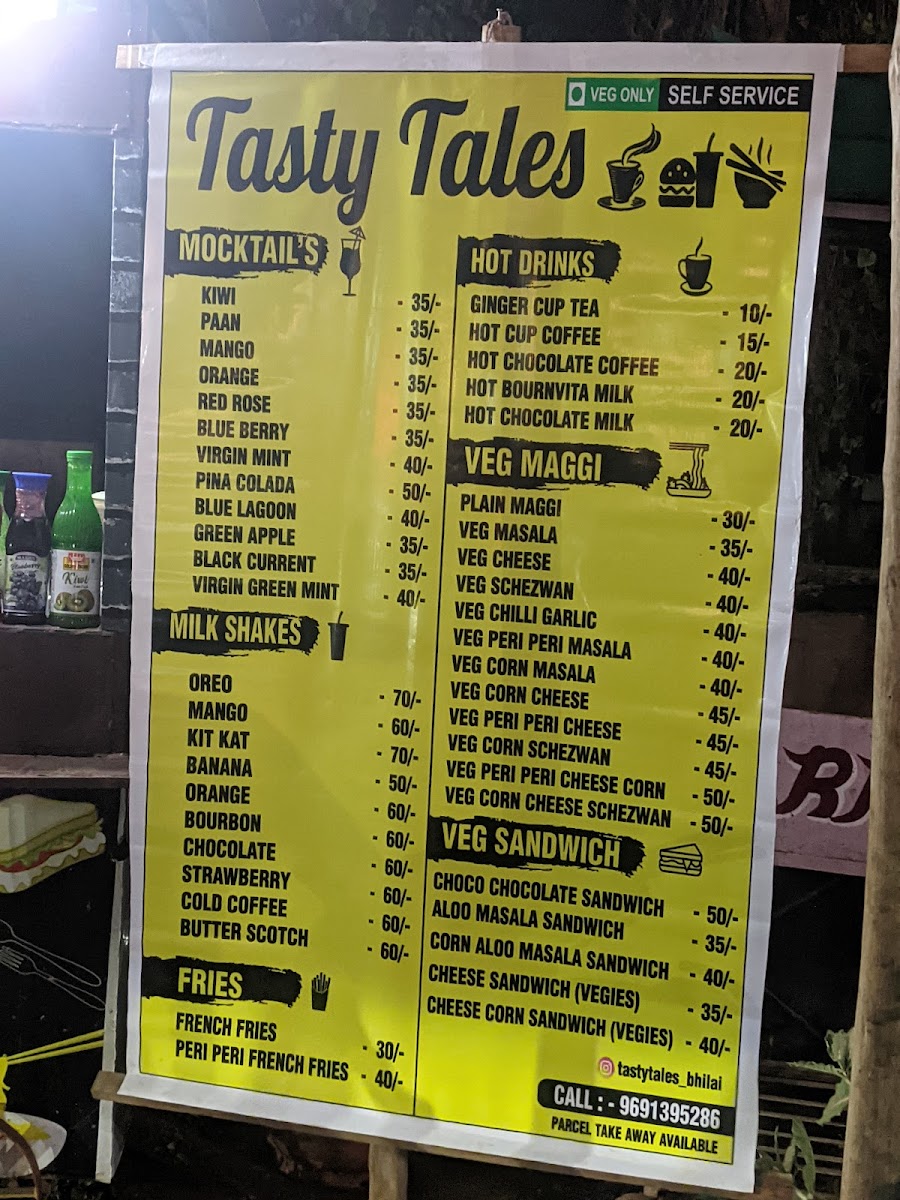 VEG ONLY SELF SERVICE
Tasty Tales
MOCKTAIL'S
KIWI - 35/-
PAAN - 35/-
MANGO - 35/-
ORANGE - 35/-
RED ROSE - 35/-
BLUE BERRY - 35/-
VIRGIN MINT - 40/-
PINA COLADA - 50/-
BLUE LAGOON - 40/-
GREEN APPLE - 35/-
BLACK CURRENT - 35/-
VIRGIN GREEN MINT - 40/-
MILK SHAKES
OREO - 70/-
MANGO - 60/-
KIT KAT - 70/-
BANANA - 50/-
ORANGE - 60/-
BOURBON - 60/-
CHOCOLATE - 60/-
STRAWBERRY - 60/-
COLD COFFEE - 60/-
BUTTER SCOTCH - 60/-
FRIES
FRENCH FRIES - 30/-
PERI PERI FRENCH FRIES - 40/-
HOT DRINKS
GINGER CUP TEA - 10/-
HOT CUP COFFEE - 15/-
HOT CHOCOLATE COFFEE - 20/-
HOT BOURNVITA MILK - 20/-
HOT CHOCOLATE MILK - 20/-
VEG MAGGI
PLAIN MAGGI - 30/-
VEG MASALA - 35/-
VEG CHEESE - 40/-
VEG SCHEZWAN - 40/-
VEG CHILLI GARLIC - 40/-
VEG PERI PERI MASALA - 40/-
VEG CORN MASALA - 40/-
VEG CORN CHEESE - 45/-
VEG PERI PERI CHEESE - 45/-
VEG CORN SCHEZWAN - 45/-
VEG PERI PERI CHEESE CORN - 50/-
VEG CORN CHEESE SCHEZWAN - 50/-
VEG SANDWICH
CHOCO CHOCOLATE SANDWICH - 50/-
ALOO MASALA SANDWICH - 35/-
CORN ALOO MASALA SANDWICH - 40/-
CHEESE SANDWICH (VEGIES) - 35/-
CHEESE CORN SANDWICH (VEGIES) - 40/-
tastytales_bhilai
CALL : - 9691395286
PARCEL TAKE AWAY AVAILABLE
Kiwi